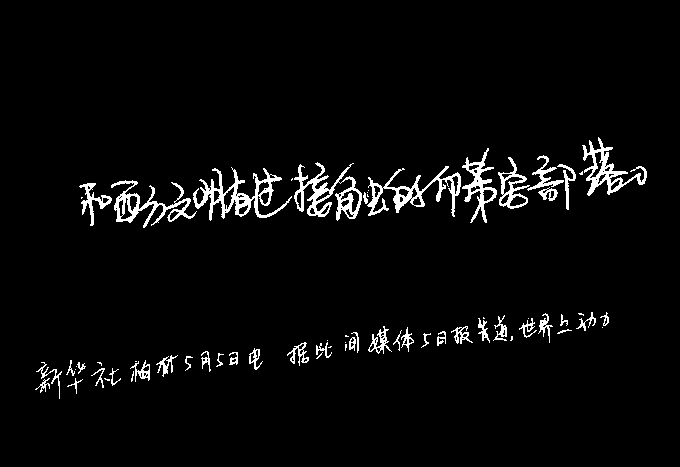 和西方文明有过接触的印第安部落。
新华社柏林5月5日电 据此间媒体5日报道,世界上动力